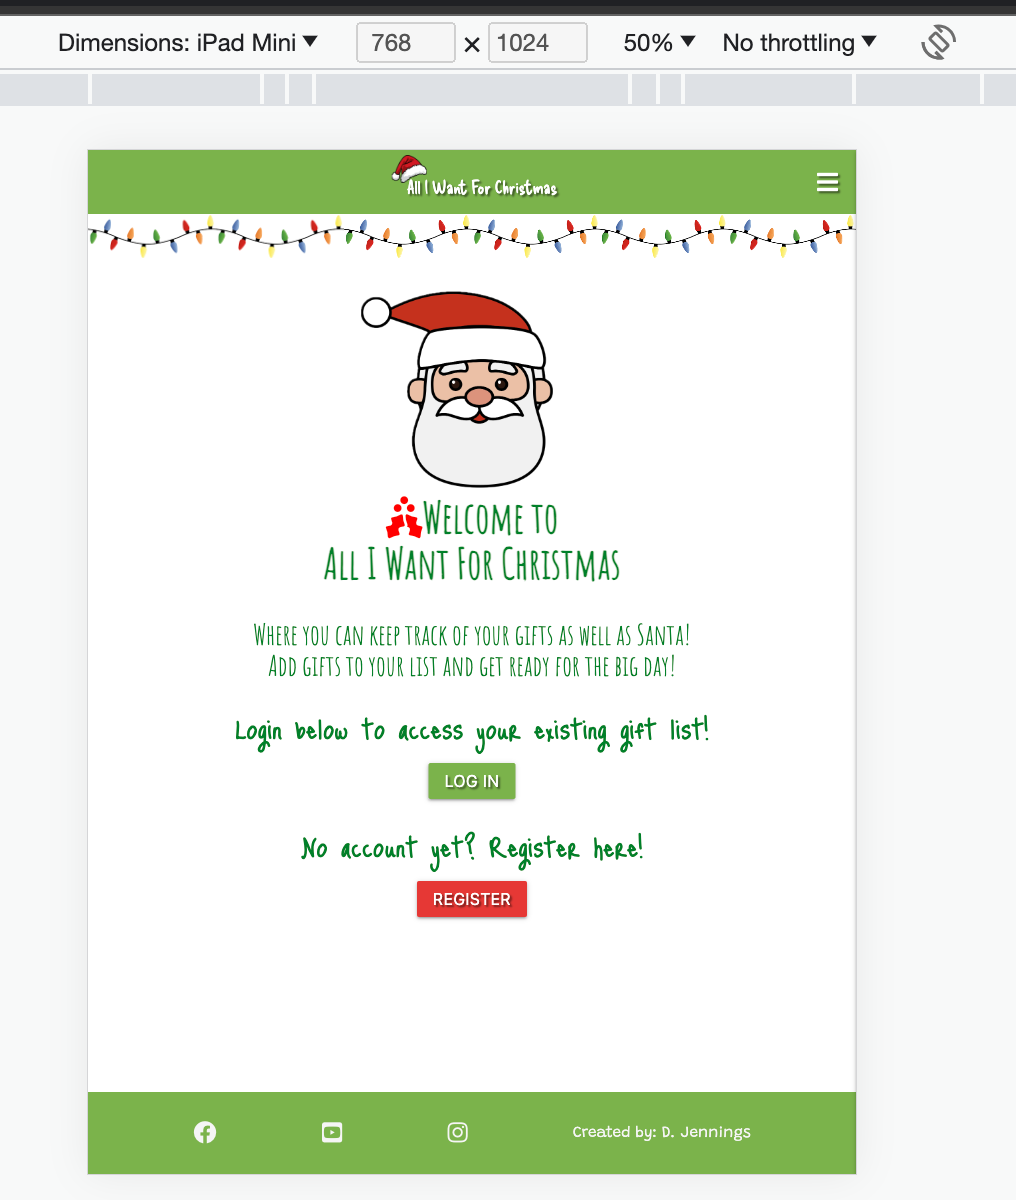 Dimensions: iPad Mini ▼ 768 × 1024 50% ▼ No throttling ▼
All I Want For Christmas
Welcome to
All I Want For Christmas
Where you can keep track of your gifts as well as Santa!
Add gifts to your list and get ready for the big day!
Login below to access your existing gift list!
LOG IN
No account yet? Register here!
REGISTER
Created by: D. Jennings